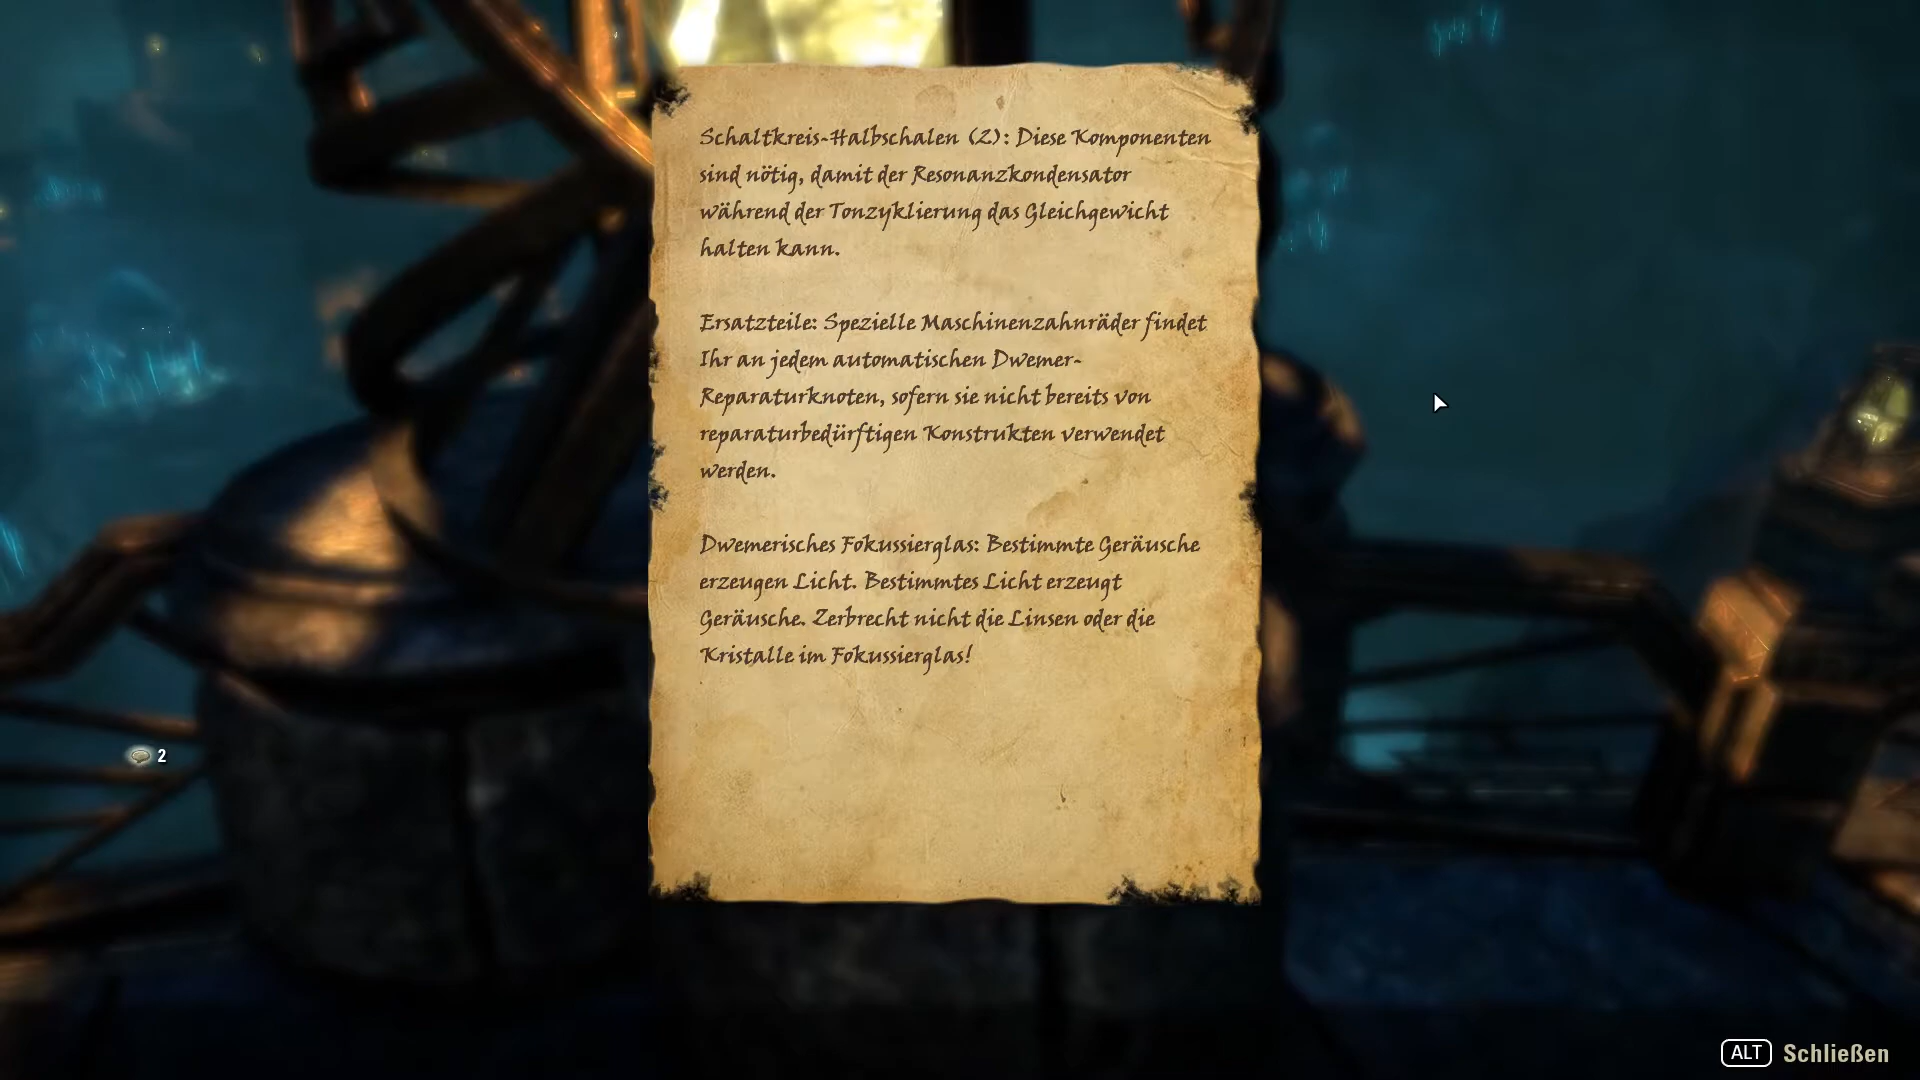 Schaltkreis-Halbschalen (2): Diese Komponenten
sind nötig, damit der Resonanzkondensator
während der Tonzyklierung das Gleichgewicht
halten kann.
Ersatzteile: Spezielle Maschinenzahnräder findet
Ihr an jedem automatischen Dwemer-
Reparaturknoten, sofern sie nicht bereits von
reparaturbedürftigen Konstrukten verwendet
werden.
Dwemerisches Fokussierglas: Bestimmte Geräusche
erzeugen Licht. Bestimmtes Licht erzeugt
Geräusche. Zerbrecht nicht die Linsen oder die
Kristalle im Fokussierglas!
2
ALT Schließen